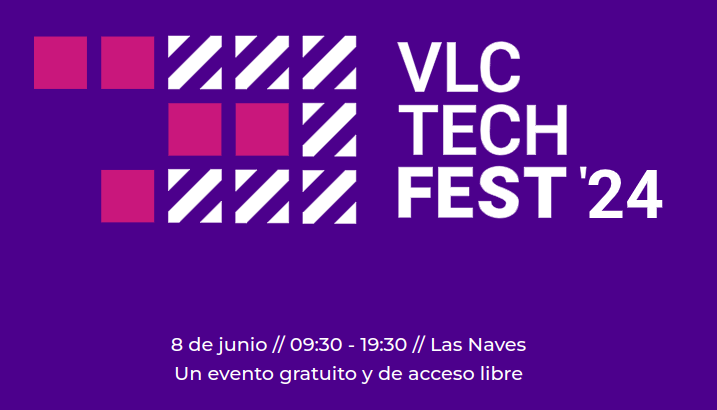 VLC
TECH
FEST '24
8 de junio // 09:30 - 19:30 // Las Naves
Un evento gratuito y de acceso libre